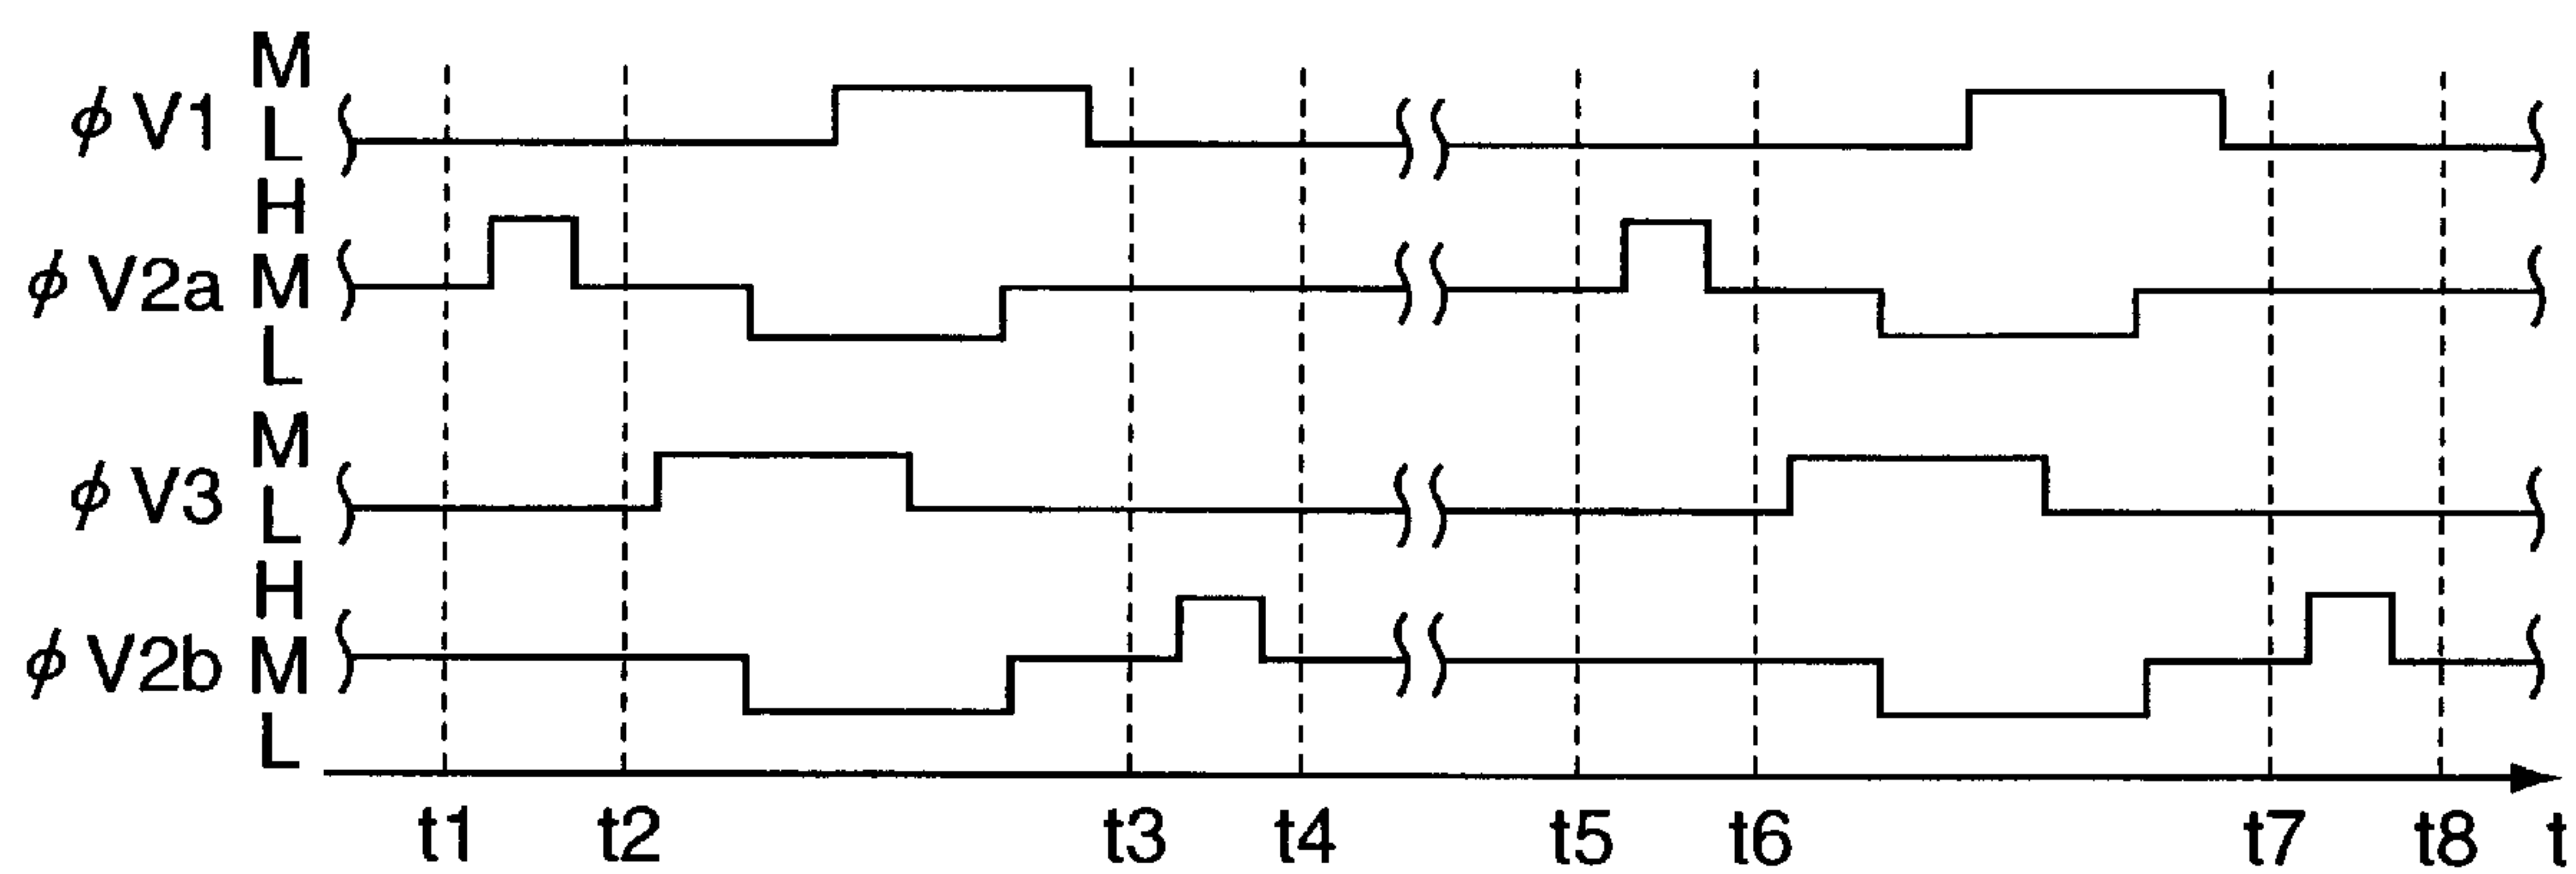 M
φV1 L
H
φV2a M
L
M
φV3 L
H
φV2b M
L
t1 t2 t3 t4 t5 t6 t7 t8 t